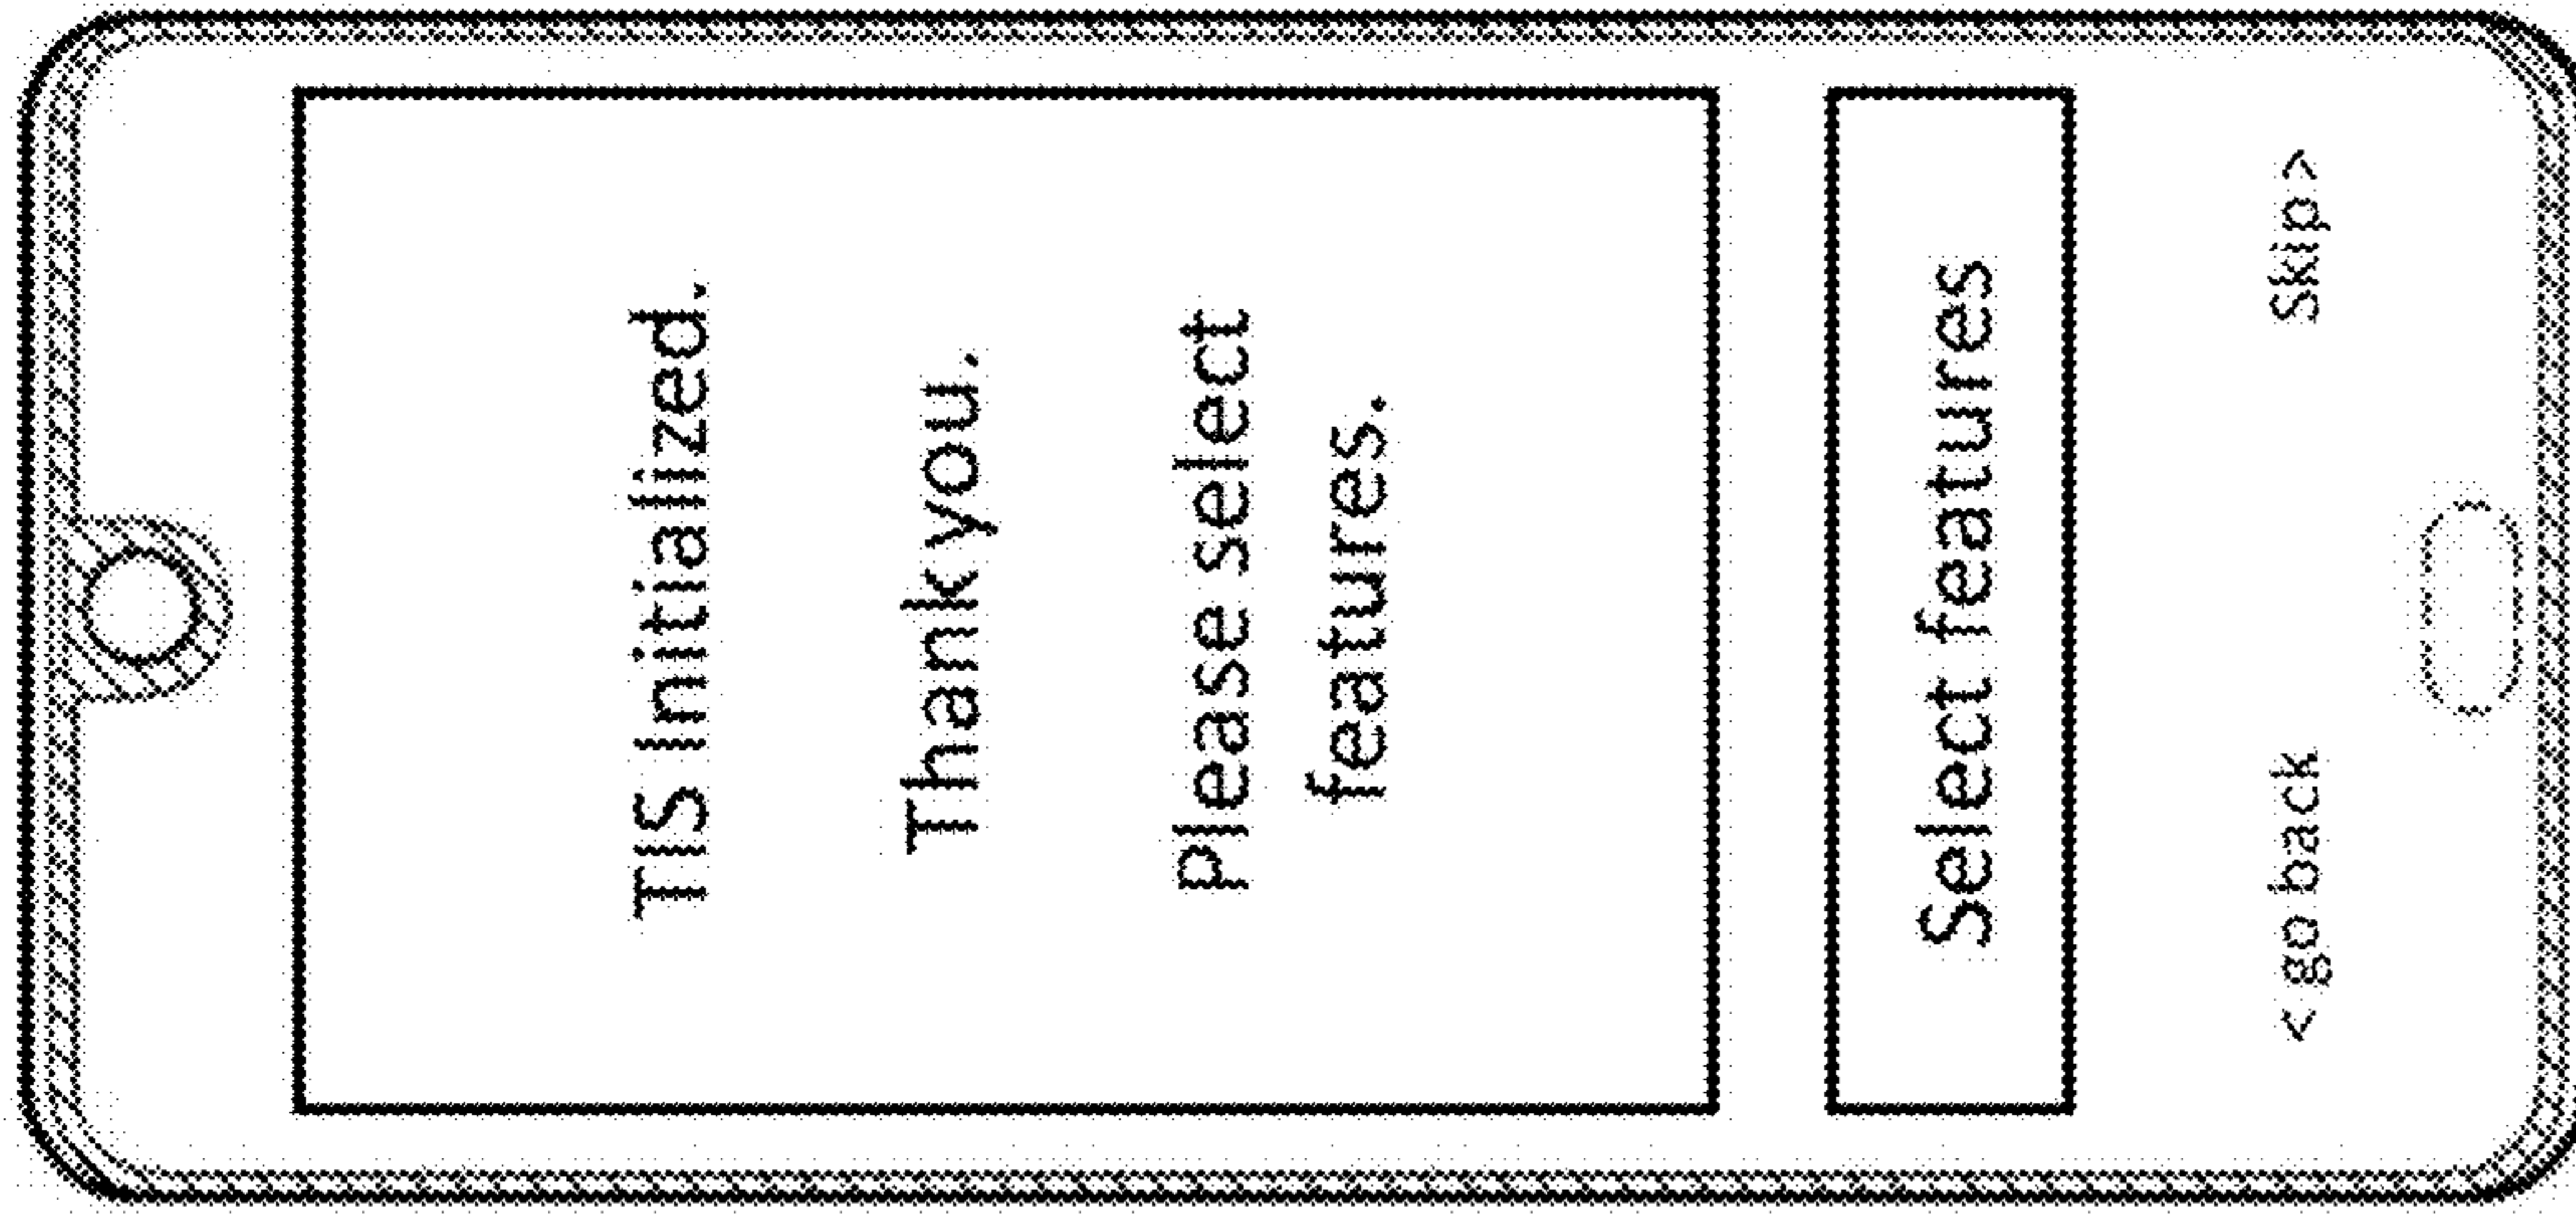 TIS Initialized.
Thank you.
Please select
features.
Select features
< go back
Skip >